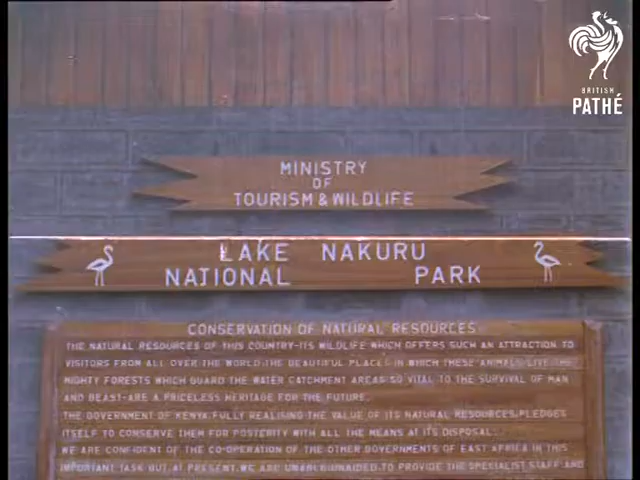 BRITISH
PATHÉ
MINISTRY
OF
TOURISM & WILDLIFE
LAKE NAKURU
NATIONAL PARK
CONSERVATION OF NATURAL RESOURCES
THE NATURAL RESOURCES OF THIS COUNTRY-ITS WILDLIFE WHICH OFFERS SUCH AN ATTRACTION TO
VISITORS FROM ALL OVER THE WORLD-THE BEAUTIFUL PLACES IN WHICH THESE ANIMALS LIVE THE
MIGHTY FORESTS WHICH GUARD THE WATER CATCHMENT AREAS SO VITAL TO THE SURVIVAL OF MAN
AND BEAST-ARE A PRICELESS HERITAGE FOR THE FUTURE.
THE GOVERNMENT OF KENYA FULLY REALISING THE VALUE OF ITS NATURAL RESOURCES, PLEDGES
ITSELF TO CONSERVE THEM FOR POSTERITY WITH ALL THE MEANS AT ITS DISPOSAL.
WE ARE CONFIDENT OF THE CO-OPERATION OF THE OTHER GOVERNMENTS OF EAST AFRICA IN THIS
IMPORTANT TASK BUT AT PRESENT WE ARE UNABLE UNAIDED TO PROVIDE THE SPECIALIST STAFF AND